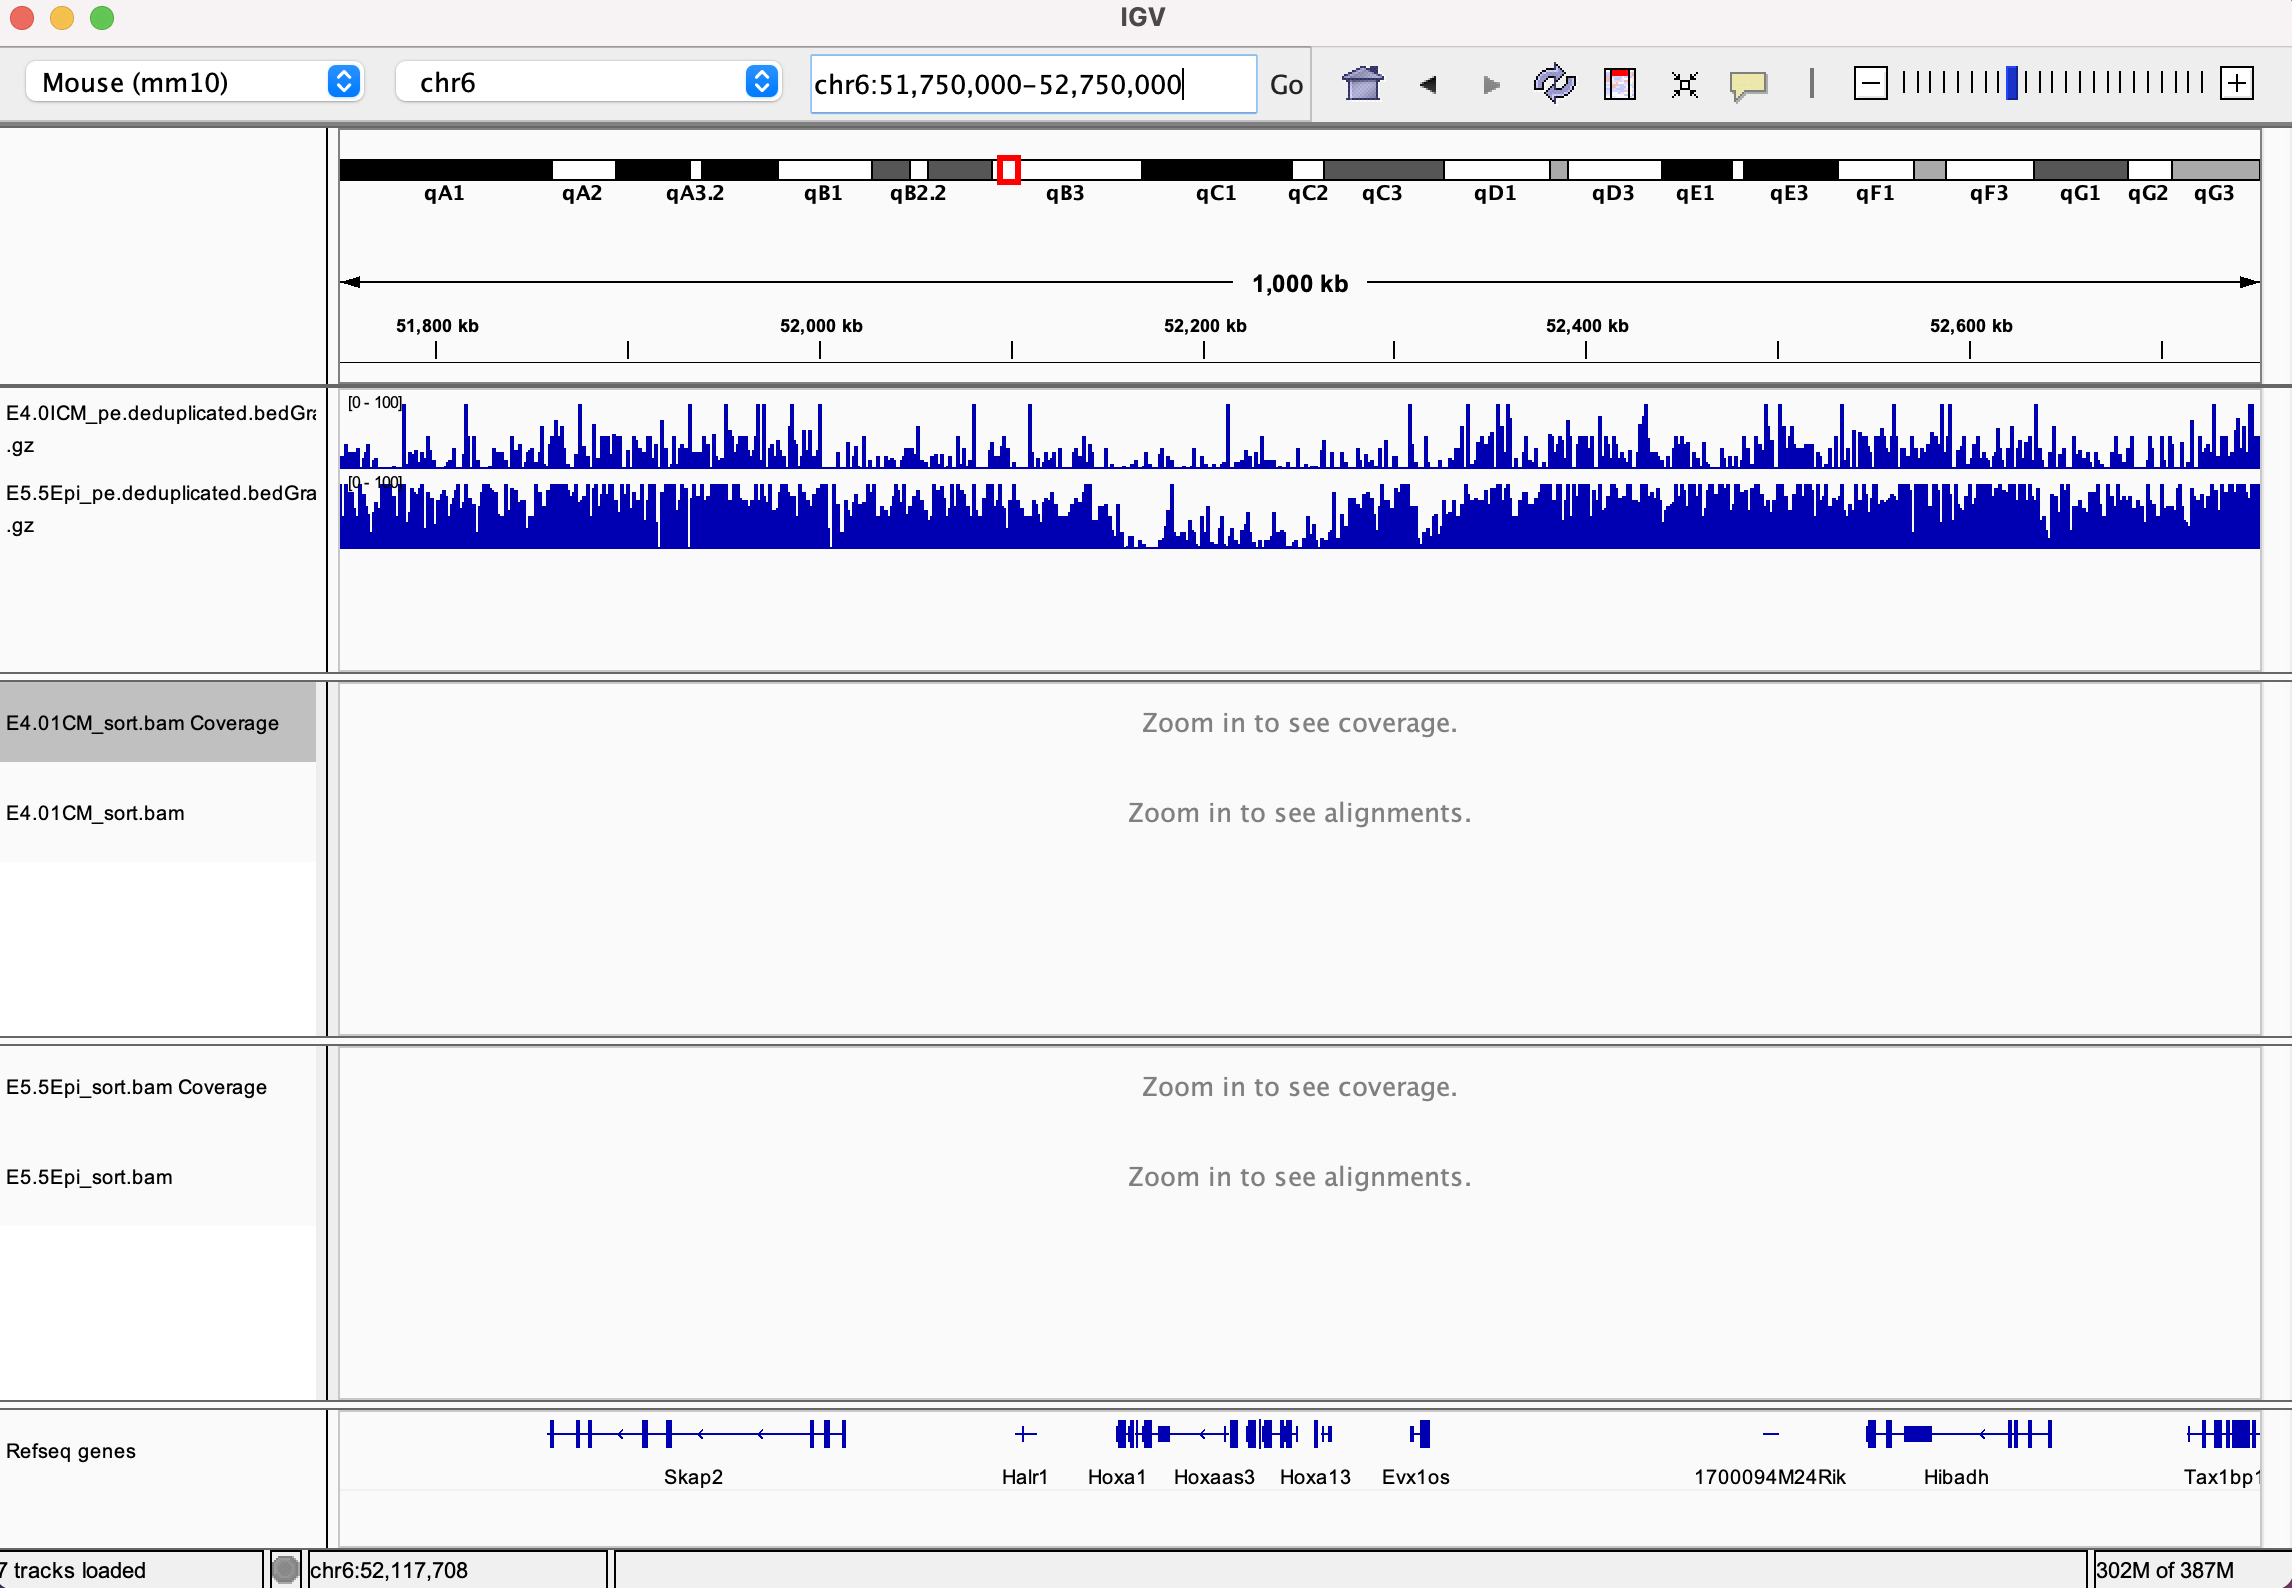 IGV
Mouse (mm10) chr6 chr6:51,750,000-52,750,000 Go
qA1 qA2 qA3.2 qB1 qB2.2 qB3 qC1 qC2 qC3 qD1 qD3 qE1 qE3 qF1 qF3 qG1 qG2 qG3
1,000 kb
51,800 kb 52,000 kb 52,200 kb 52,400 kb 52,600 kb
E4.0ICM_pe.deduplicated.bedGra
.gz
[0 - 100]
E5.5Epi_pe.deduplicated.bedGra
.gz
[0 - 100]
E4.01CM_sort.bam Coverage
Zoom in to see coverage.
E4.01CM_sort.bam
Zoom in to see alignments.
E5.5Epi_sort.bam Coverage
Zoom in to see coverage.
E5.5Epi_sort.bam
Zoom in to see alignments.
Refseq genes
Skap2 Halr1 Hoxa1 Hoxaas3 Hoxa13 Evx1os 1700094M24Rik Hibadh Tax1bp1
7 tracks loaded chr6:52,117,708 302M of 387M